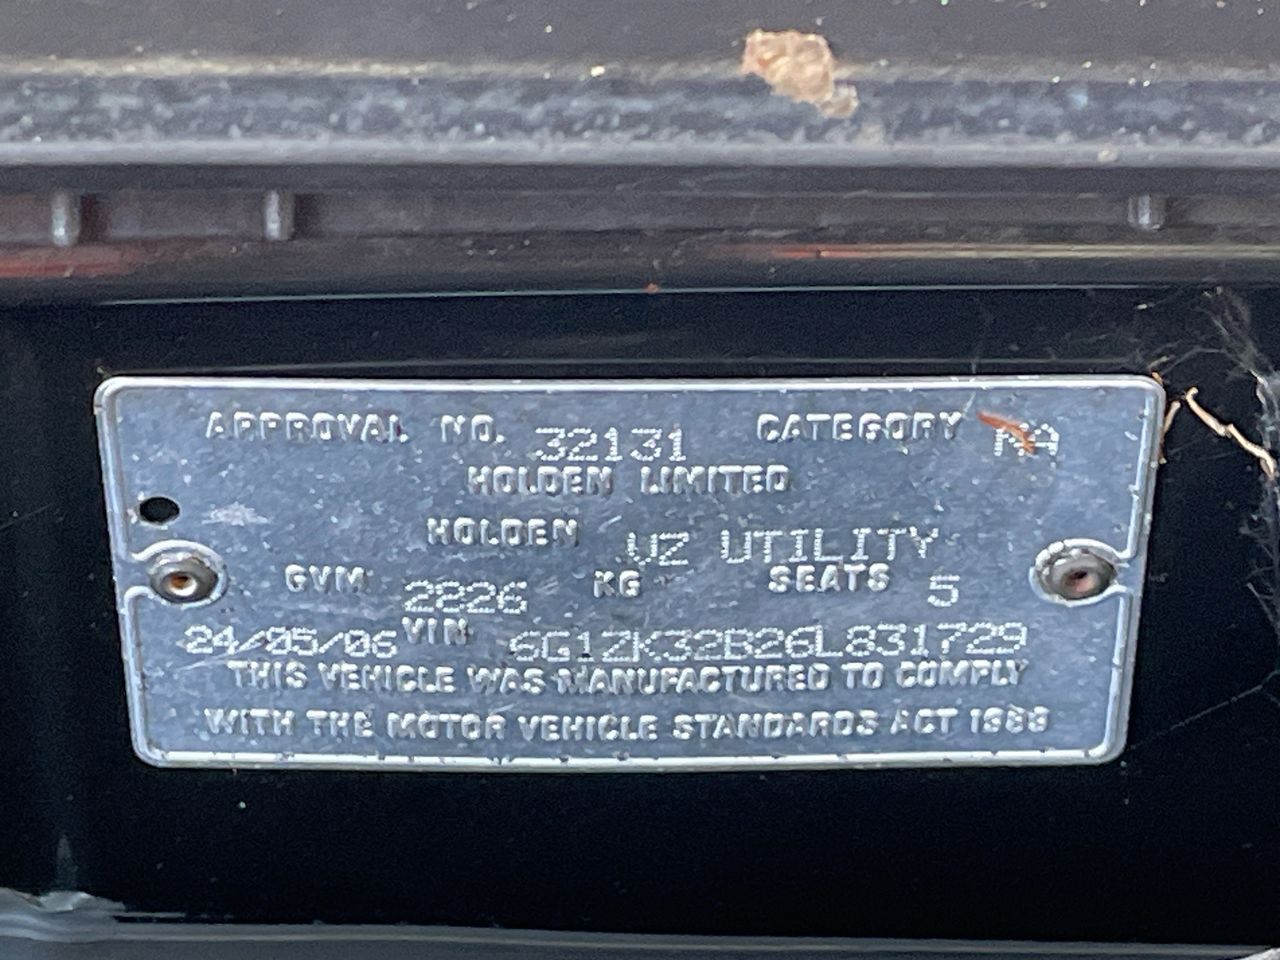 APPROVAL NO. 32131 CATEGORY NA
HOLDEN LIMITED
HOLDEN VZ UTILITY
GVM 2226 KG SEATS 5
24/05/06 VIN 6G1ZK32B26L831729
THIS VEHICLE WAS MANUFACTURED TO COMPLY
WITH THE MOTOR VEHICLE STANDARDS ACT 1989